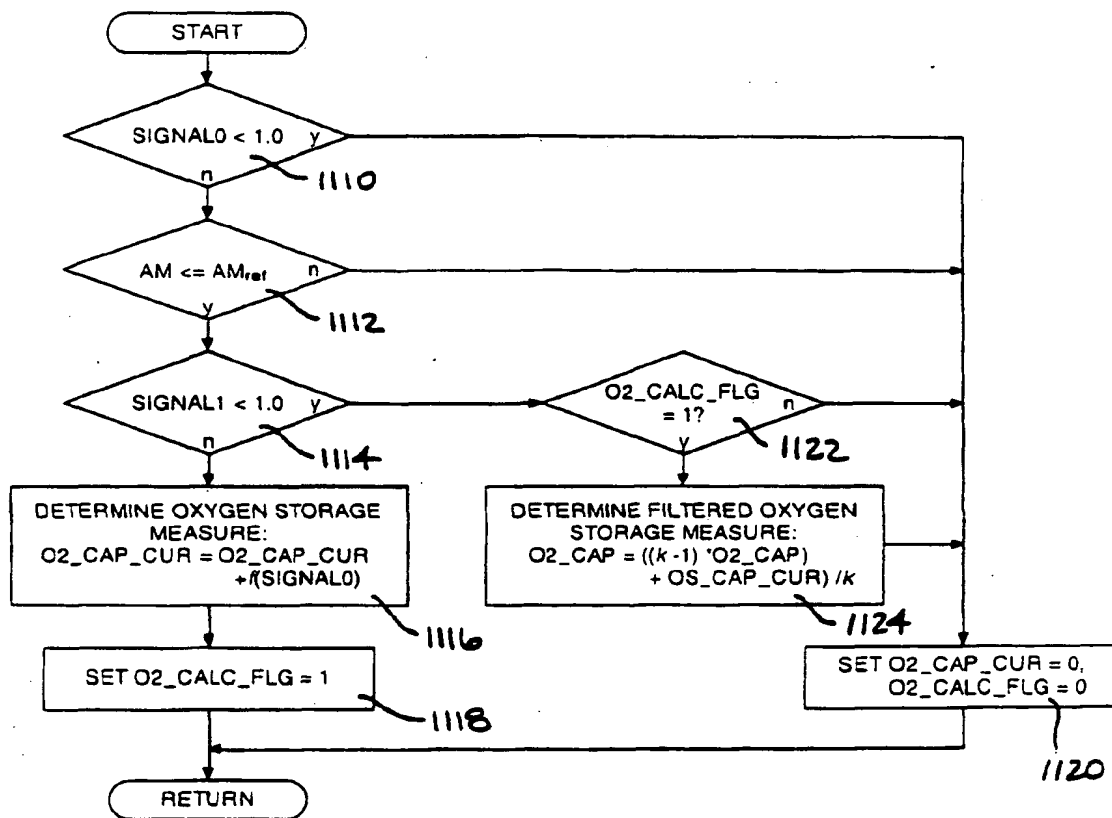 START
SIGNAL0 < 1.0
y
n
1110
AM <= AMref
n
y
1112
SIGNAL1 < 1.0
y
n
1114
O2_CALC_FLG
= 1?
n
y
1122
DETERMINE OXYGEN STORAGE
MEASURE:
O2_CAP_CUR = O2_CAP_CUR
+f(SIGNAL0)
1116
DETERMINE FILTERED OXYGEN
STORAGE MEASURE:
O2_CAP = ((k -1) *O2_CAP)
+ OS_CAP_CUR) /k
1124
SET O2_CALC_FLG = 1
1118
SET O2_CAP_CUR = 0,
O2_CALC_FLG = 0
1120
RETURN